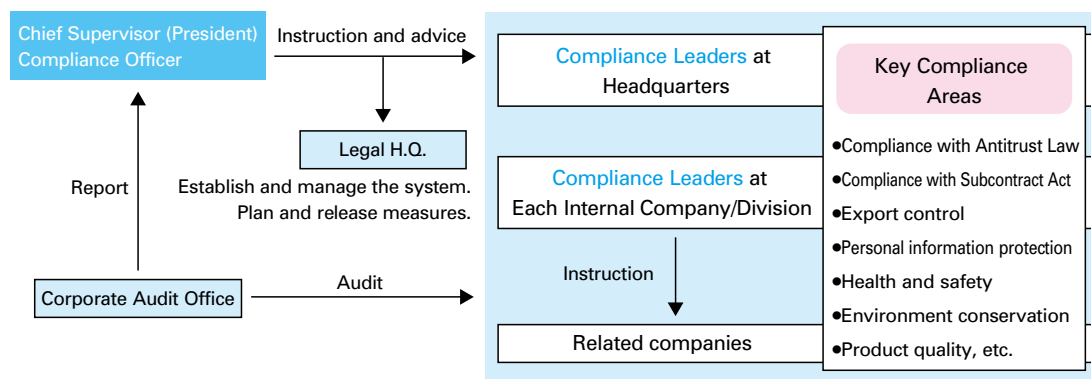 Chief Supervisor (President)
Compliance Officer
Instruction and advice
Legal H.Q.
Establish and manage the system.
Plan and release measures.
Report
Corporate Audit Office
Audit
Compliance Leaders at
Headquarters
Compliance Leaders at
Each Internal Company/Division
Instruction
Related companies
Key Compliance
Areas
●Compliance with Antitrust Law
●Compliance with Subcontract Act
●Export control
●Personal information protection
●Health and safety
●Environment conservation
●Product quality, etc.